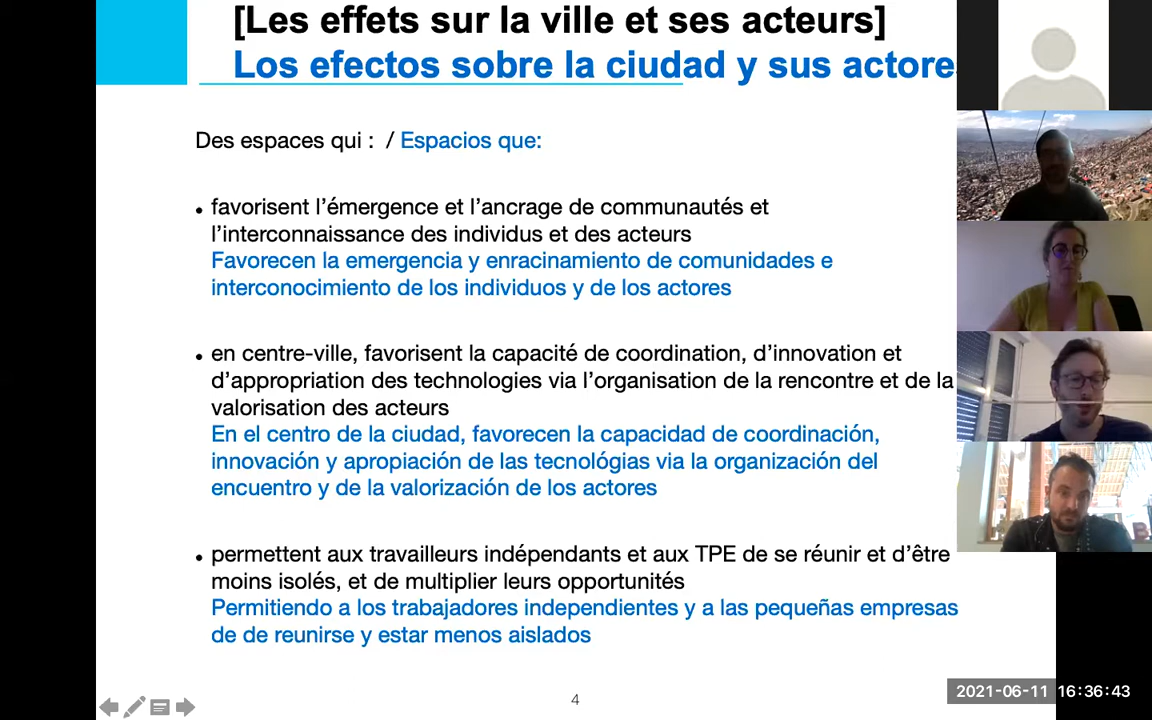 [Les effets sur la ville et ses acteurs]
Los efectos sobre la ciudad y sus actore
Des espaces qui : / Espacios que:
• favorisent l’émergence et l’ancrage de communautés et
l’interconnaissance des individus et des acteurs
Favorecen la emergencia y enracinamiento de comunidades e
interconocimiento de los individuos y de los actores
• en centre-ville, favorisent la capacité de coordination, d’innovation et
d’appropriation des technologies via l’organisation de la rencontre et de la
valorisation des acteurs
En el centro de la ciudad, favorecen la capacidad de coordinación,
innovación y apropiación de las tecnológias via la organización del
encuentro y de la valorización de los actores
• permettent aux travailleurs indépendants et aux TPE de se réunir et d’être
moins isolés, et de multiplier leurs opportunités
Permitiendo a los trabajadores independientes y a las pequeñas empresas
de de reunirse y estar menos aislados
4
2021-06-11 16:36:43